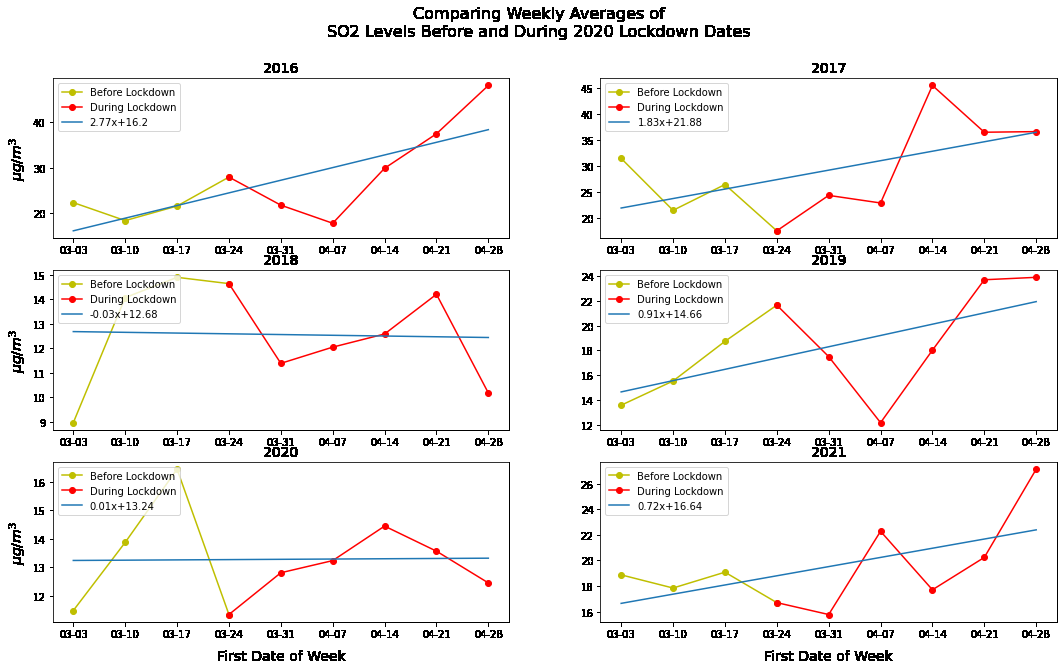 Comparing Weekly Averages of
SO2 Levels Before and During 2020 Lockdown Dates
2016
Before Lockdown
During Lockdown
2.77x+16.2
μg/m³
40
30
20
03-03 03-10 03-17 03-24 03-31 04-07 04-14 04-21 04-28
2017
Before Lockdown
During Lockdown
1.83x+21.88
45
40
35
30
25
20
03-03 03-10 03-17 03-24 03-31 04-07 04-14 04-21 04-28
2018
Before Lockdown
During Lockdown
-0.03x+12.68
μg/m³
15
14
13
12
11
10
9
03-03 03-10 03-17 03-24 03-31 04-07 04-14 04-21 04-28
2019
Before Lockdown
During Lockdown
0.91x+14.66
24
22
20
18
16
14
12
03-03 03-10 03-17 03-24 03-31 04-07 04-14 04-21 04-28
2020
Before Lockdown
During Lockdown
0.01x+13.24
μg/m³
16
15
14
13
12
03-03 03-10 03-17 03-24 03-31 04-07 04-14 04-21 04-28
First Date of Week
2021
Before Lockdown
During Lockdown
0.72x+16.64
26
24
22
20
18
16
03-03 03-10 03-17 03-24 03-31 04-07 04-14 04-21 04-28
First Date of Week